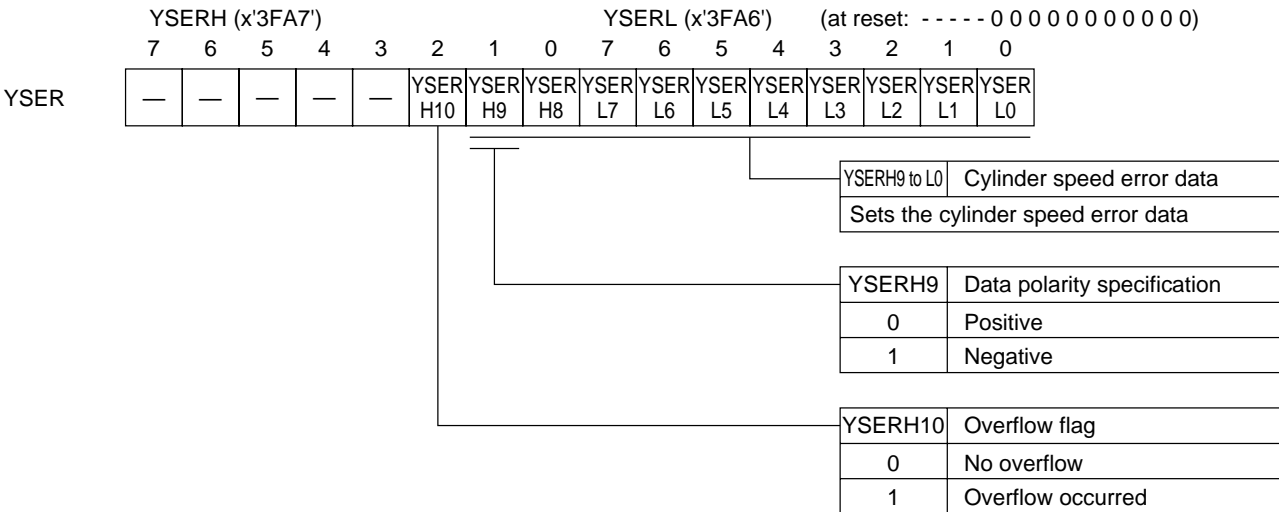 YSERH (x'3FA7') YSERL (x'3FA6') (at reset: - - - - - 0 0 0 0 0 0 0 0 0 0 0)
7 6 5 4 3 2 1 0 7 6 5 4 3 2 1 0
YSER — — — — — YSER H10 YSER H9 YSER H8 YSER L7 YSER L6 YSER L5 YSER L4 YSER L3 YSER L2 YSER L1 YSER L0
YSERH9 to L0 Cylinder speed error data
Sets the cylinder speed error data
YSERH9 Data polarity specification
0 Positive
1 Negative
YSERH10 Overflow flag
0 No overflow
1 Overflow occurred